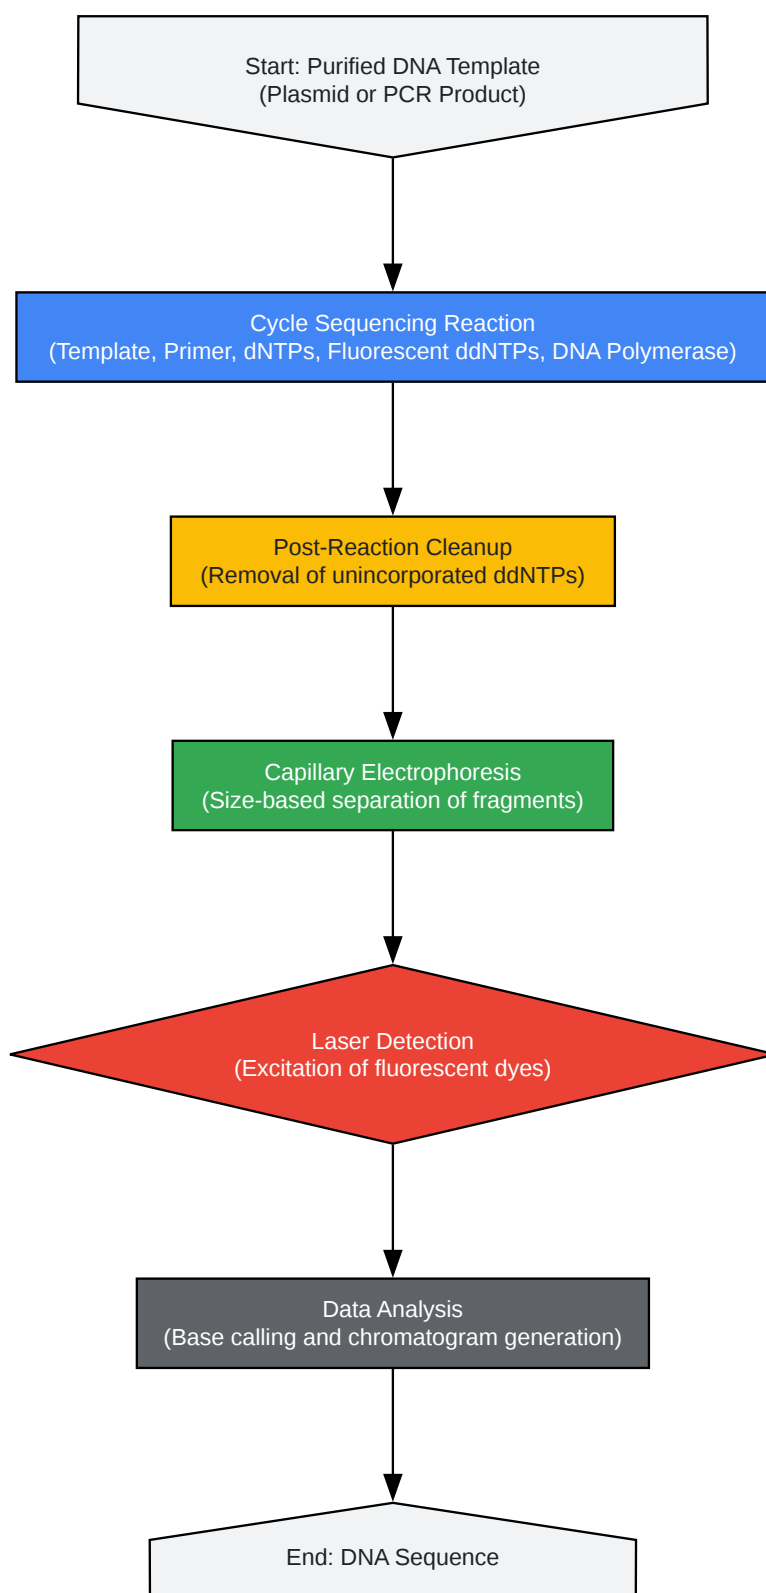 Start: Purified DNA Template
(Plasmid or PCR Product)
Cycle Sequencing Reaction
(Template, Primer, dNTPs, Fluorescent ddNTPs, DNA Polymerase)
Post-Reaction Cleanup
(Removal of unincorporated ddNTPs)
Capillary Electrophoresis
(Size-based separation of fragments)
Laser Detection
(Excitation of fluorescent dyes)
Data Analysis
(Base calling and chromatogram generation)
End: DNA Sequence